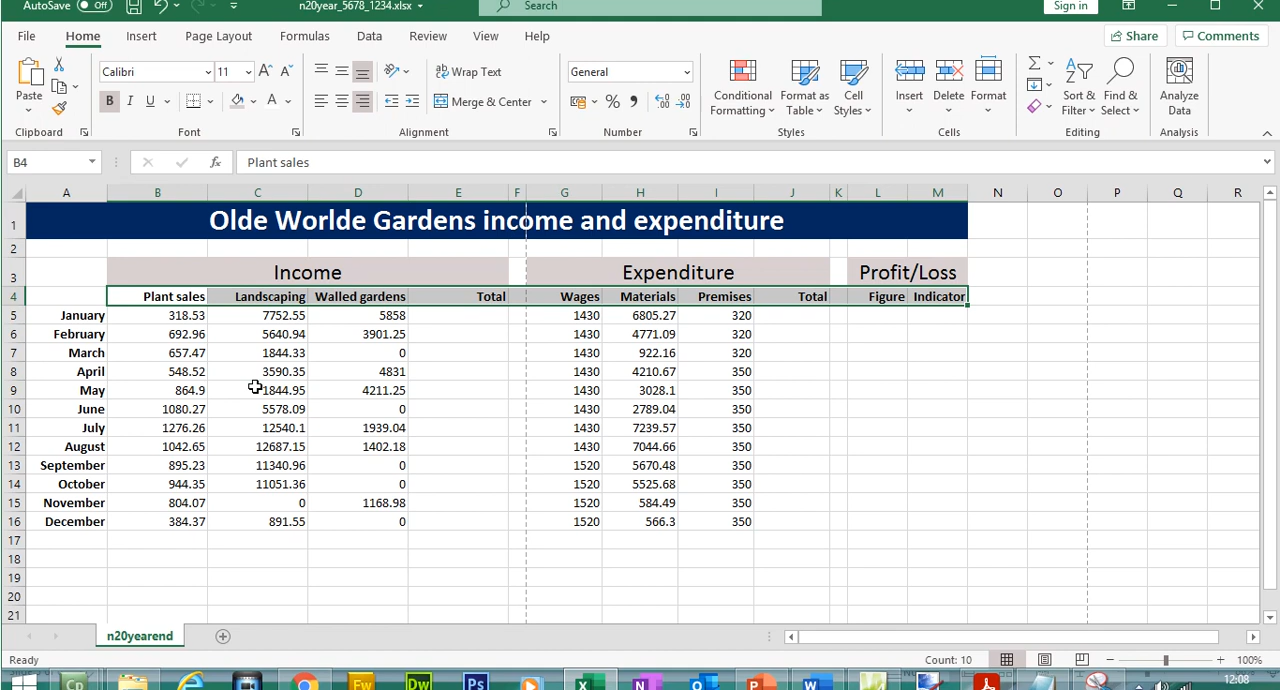 AutoSave Off n20year_5678_1234.xlsx Search Sign in
File Home Insert Page Layout Formulas Data Review View Help Share Comments
Paste Calibri 11 A A Wrap Text General Conditional Formatting Format as Table Cell Styles Insert Delete Format Sort & Filter Find & Select Analyze Data
B I U A Merge & Center % ,
Clipboard Font Alignment Number Styles Cells Editing Analysis
B4 fx Plant sales
A B C D E F G H I J K L M N O P Q R
1 Olde Worlde Gardens income and expenditure
2
3 Income Expenditure Profit/Loss
4 Plant sales Landscaping Walled gardens Total Wages Materials Premises Total Figure Indicator
5 January 318.53 7752.55 5858 1430 6805.27 320
6 February 692.96 5640.94 3901.25 1430 4771.09 320
7 March 657.47 1844.33 0 1430 922.16 320
8 April 548.52 3590.35 4831 1430 4210.67 350
9 May 864.9 1844.95 4211.25 1430 3028.1 350
10 June 1080.27 5578.09 0 1430 2789.04 350
11 July 1276.26 12540.1 1939.04 1430 7239.57 350
12 August 1042.65 12687.15 1402.18 1430 7044.66 350
13 September 895.23 11340.96 0 1520 5670.48 350
14 October 944.35 11051.36 0 1520 5525.68 350
15 November 804.07 0 1168.98 1520 584.49 350
16 December 384.37 891.55 0 1520 566.3 350
17
18
19
20
21
n20yearend
Ready Count: 10 100%
Cp Fw Dw Ps X N O P W 12:08